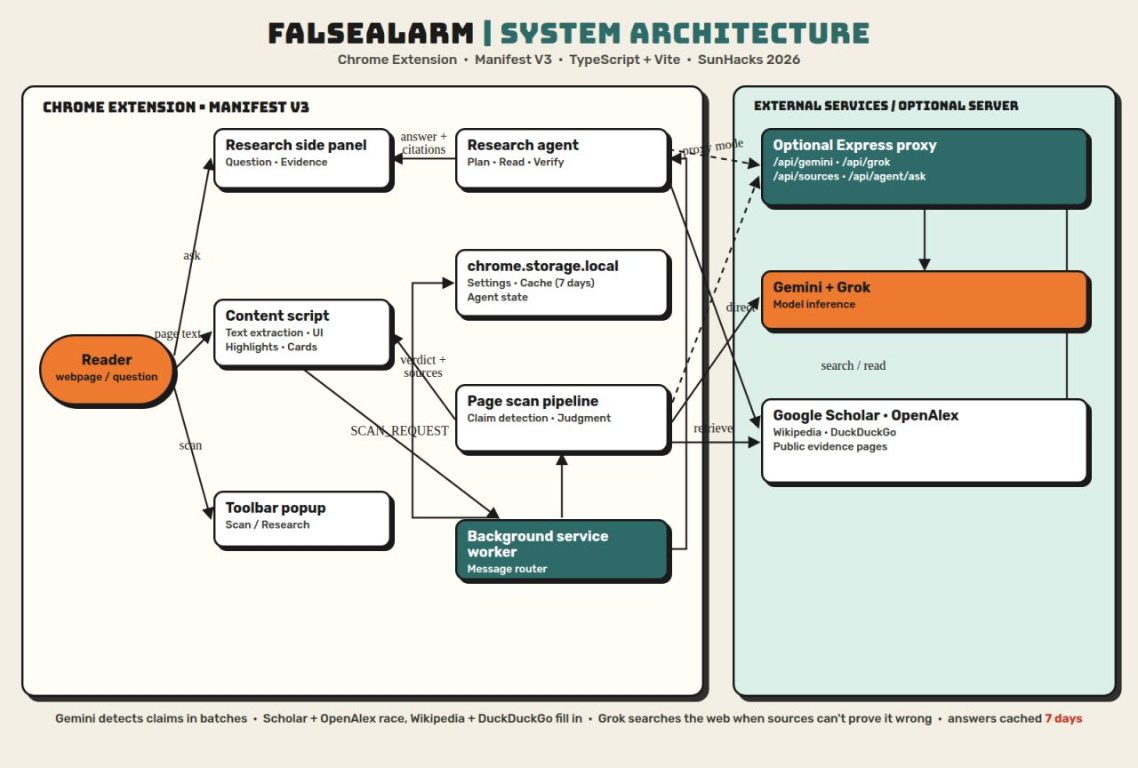 FALSEALARM | SYSTEM ARCHITECTURE
Chrome Extension • Manifest V3 • TypeScript + Vite • SunHacks 2026
CHROME EXTENSION • MANIFEST V3
Research side panel
Question • Evidence
answer +
citations
Research agent
Plan • Read • Verify
proxy mode
ask
chrome.storage.local
Settings • Cache (7 days)
Agent state
Content script
Text extraction • UI
Highlights • Cards
page text
Reader
webpage / question
verdict +
sources
Page scan pipeline
Claim detection • Judgment
SCAN_REQUEST
scan
Toolbar popup
Scan / Research
Background service
worker
Message router
direct
retrieve
EXTERNAL SERVICES / OPTIONAL SERVER
Optional Express proxy
/api/gemini • /api/grok
/api/sources • /api/agent/ask
Gemini + Grok
Model inference
search / read
Google Scholar • OpenAlex
Wikipedia • DuckDuckGo
Public evidence pages
Gemini detects claims in batches • Scholar + OpenAlex race, Wikipedia + DuckDuckGo fill in • Grok searches the web when sources can't prove it wrong • answers cached 7 days